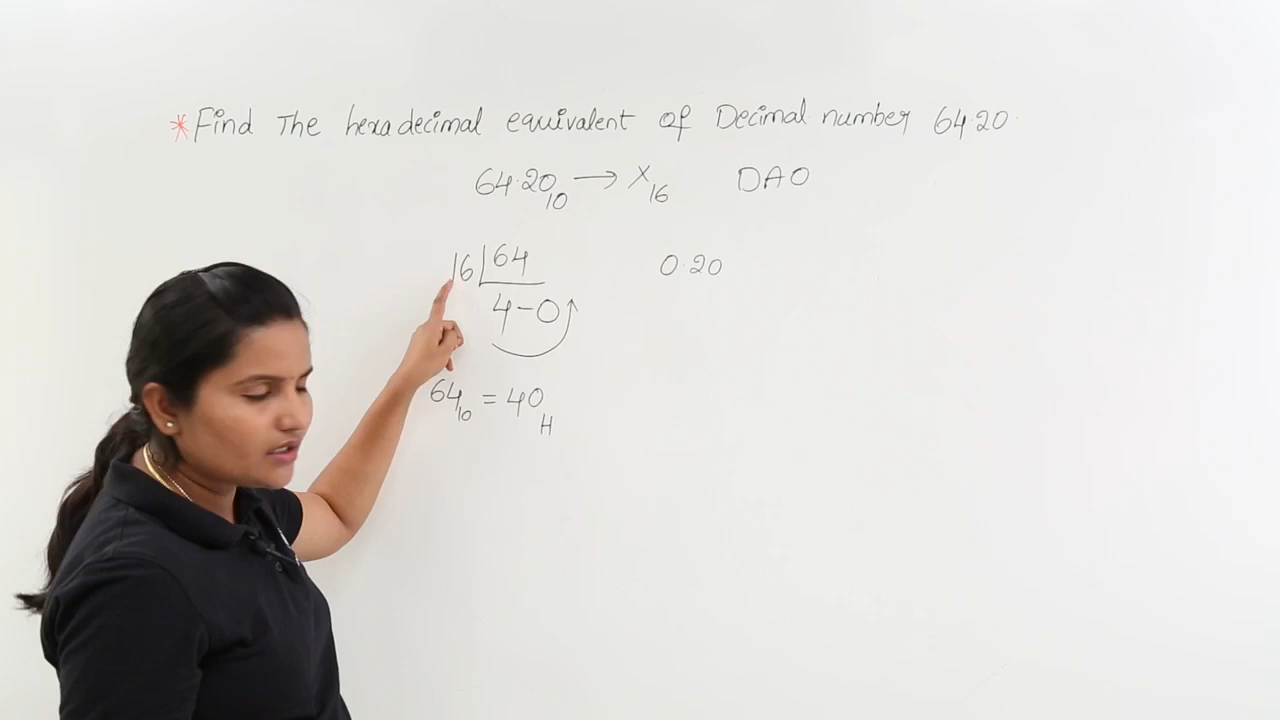 *Find The hexadecimal equivalent of Decimal number 64.20.
64.20₁₀ → X₁₆ DAO
16 64 0.20
4-0
64₁₀ = 40H